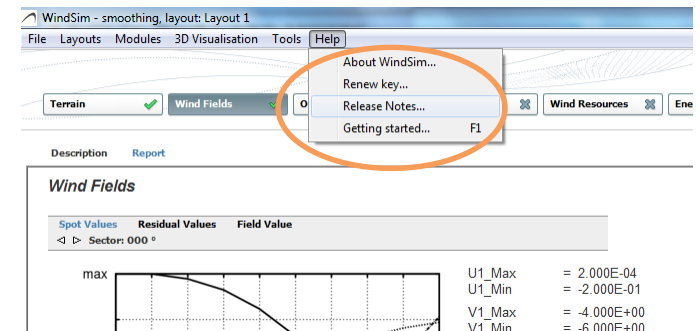 WindSim - smoothing, layout: Layout 1
File Layouts Modules 3D Visualisation Tools Help
About WindSim...
Renew key...
Release Notes...
Getting started... F1
Terrain Wind Fields O Wind Resources Ene
Description Report
Wind Fields
Spot Values Residual Values Field Value
Sector: 000 °
max
U1_Max = 2.000E-04
U1_Min = -2.000E-01
V1_Max = -4.000E+00
V1_Min = -6.000E+00